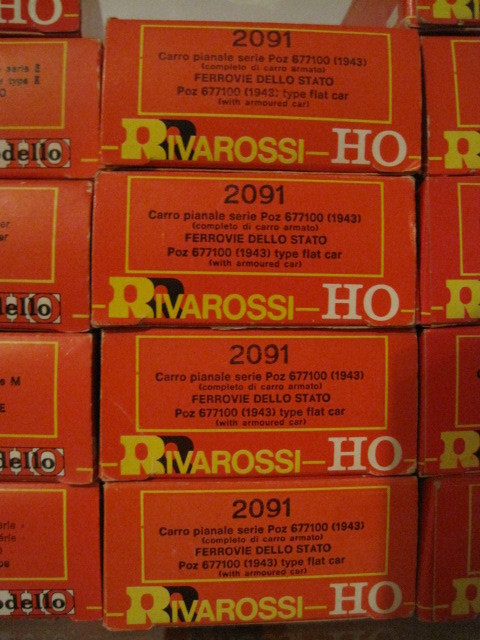 2091
Carro pianale serie Poz 677100 (1943)
(completo di carro armato)
FERROVIE DELLO STATO
Poz 677100 (1943) type flat car
(with armoured car)
RIVAROSSI HO
2091
Carro pianale serie Poz 677100 (1943)
(completo di carro armato)
FERROVIE DELLO STATO
Poz 677100 (1943) type flat car
(with armoured car)
RIVAROSSI HO
2091
Carro pianale serie Poz 677100 (1943)
(completo di carro armato)
FERROVIE DELLO STATO
Poz 677100 (1943) type flat car
(with armoured car)
RIVAROSSI HO
2091
Carro pianale serie Poz 677100 (1943)
(completo di carro armato)
FERROVIE DELLO STATO
Poz 677100 (1943) type flat car
(with armoured car)
RIVAROSSI HO
dello
dello
dello
dello